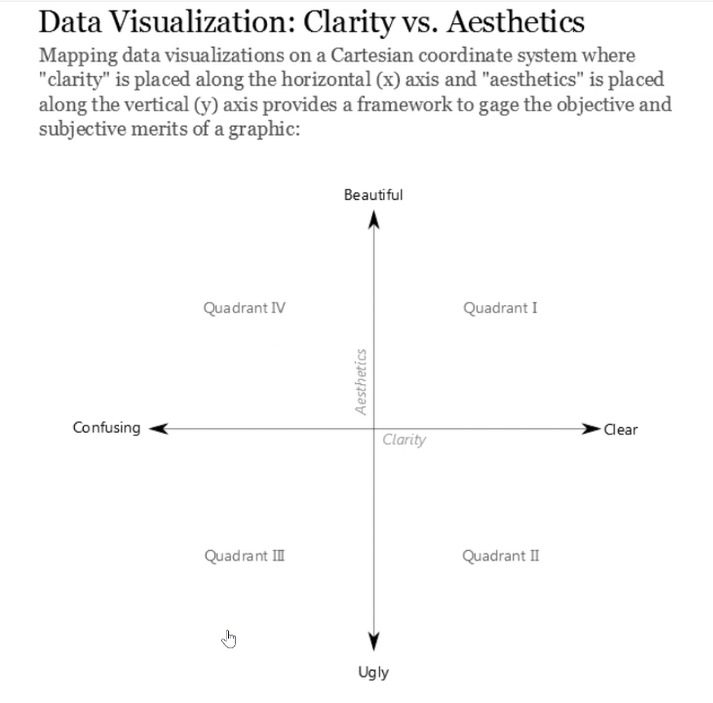 Data Visualization: Clarity vs. Aesthetics
Mapping data visualizations on a Cartesian coordinate system where
"clarity" is placed along the horizontal (x) axis and "aesthetics" is placed
along the vertical (y) axis provides a framework to gage the objective and
subjective merits of a graphic:
Beautiful
Quadrant IV
Quadrant I
Aesthetics
Confusing
Clear
Clarity
Quadrant III
Quadrant II
Ugly